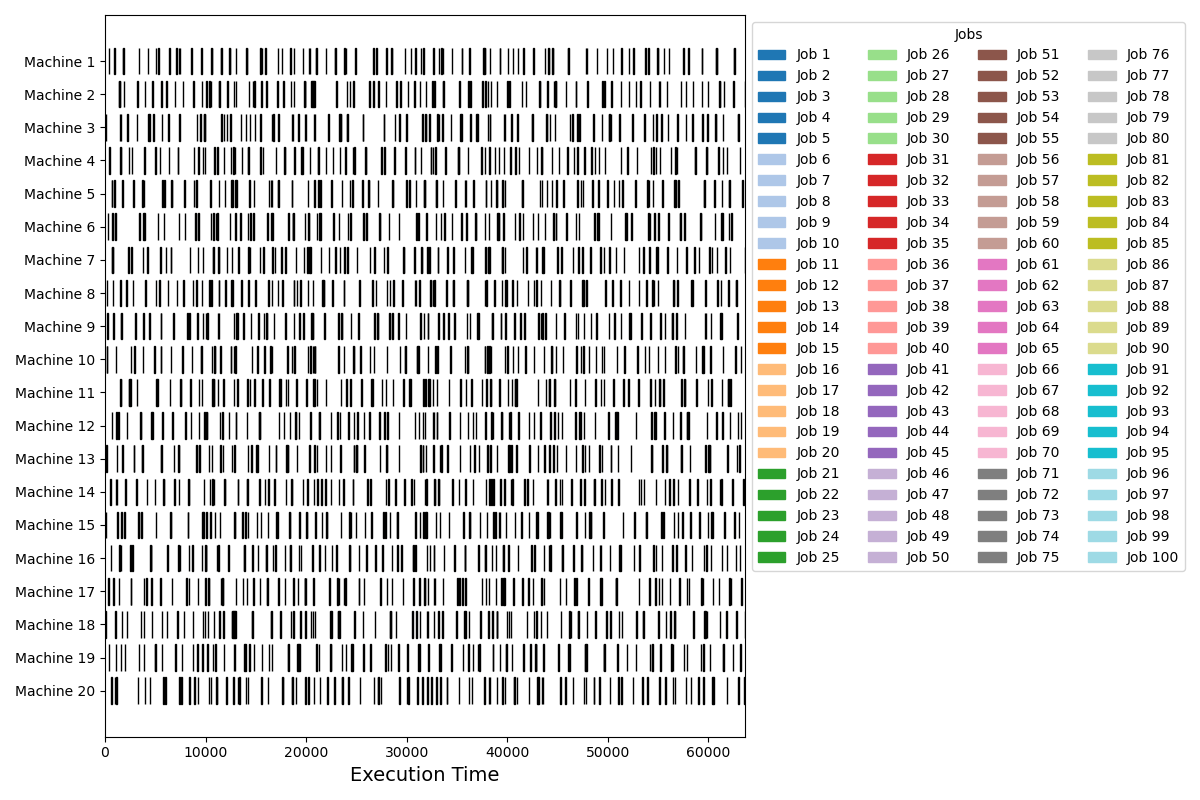 Machine 1
Machine 2
Machine 3
Machine 4
Machine 5
Machine 6
Machine 7
Machine 8
Machine 9
Machine 10
Machine 11
Machine 12
Machine 13
Machine 14
Machine 15
Machine 16
Machine 17
Machine 18
Machine 19
Machine 20
0 10000 20000 30000 40000 50000 60000
Execution Time
Jobs
Job 1 Job 26 Job 51 Job 76
Job 2 Job 27 Job 52 Job 77
Job 3 Job 28 Job 53 Job 78
Job 4 Job 29 Job 54 Job 79
Job 5 Job 30 Job 55 Job 80
Job 6 Job 31 Job 56 Job 81
Job 7 Job 32 Job 57 Job 82
Job 8 Job 33 Job 58 Job 83
Job 9 Job 34 Job 59 Job 84
Job 10 Job 35 Job 60 Job 85
Job 11 Job 36 Job 61 Job 86
Job 12 Job 37 Job 62 Job 87
Job 13 Job 38 Job 63 Job 88
Job 14 Job 39 Job 64 Job 89
Job 15 Job 40 Job 65 Job 90
Job 16 Job 41 Job 66 Job 91
Job 17 Job 42 Job 67 Job 92
Job 18 Job 43 Job 68 Job 93
Job 19 Job 44 Job 69 Job 94
Job 20 Job 45 Job 70 Job 95
Job 21 Job 46 Job 71 Job 96
Job 22 Job 47 Job 72 Job 97
Job 23 Job 48 Job 73 Job 98
Job 24 Job 49 Job 74 Job 99
Job 25 Job 50 Job 75 Job 100